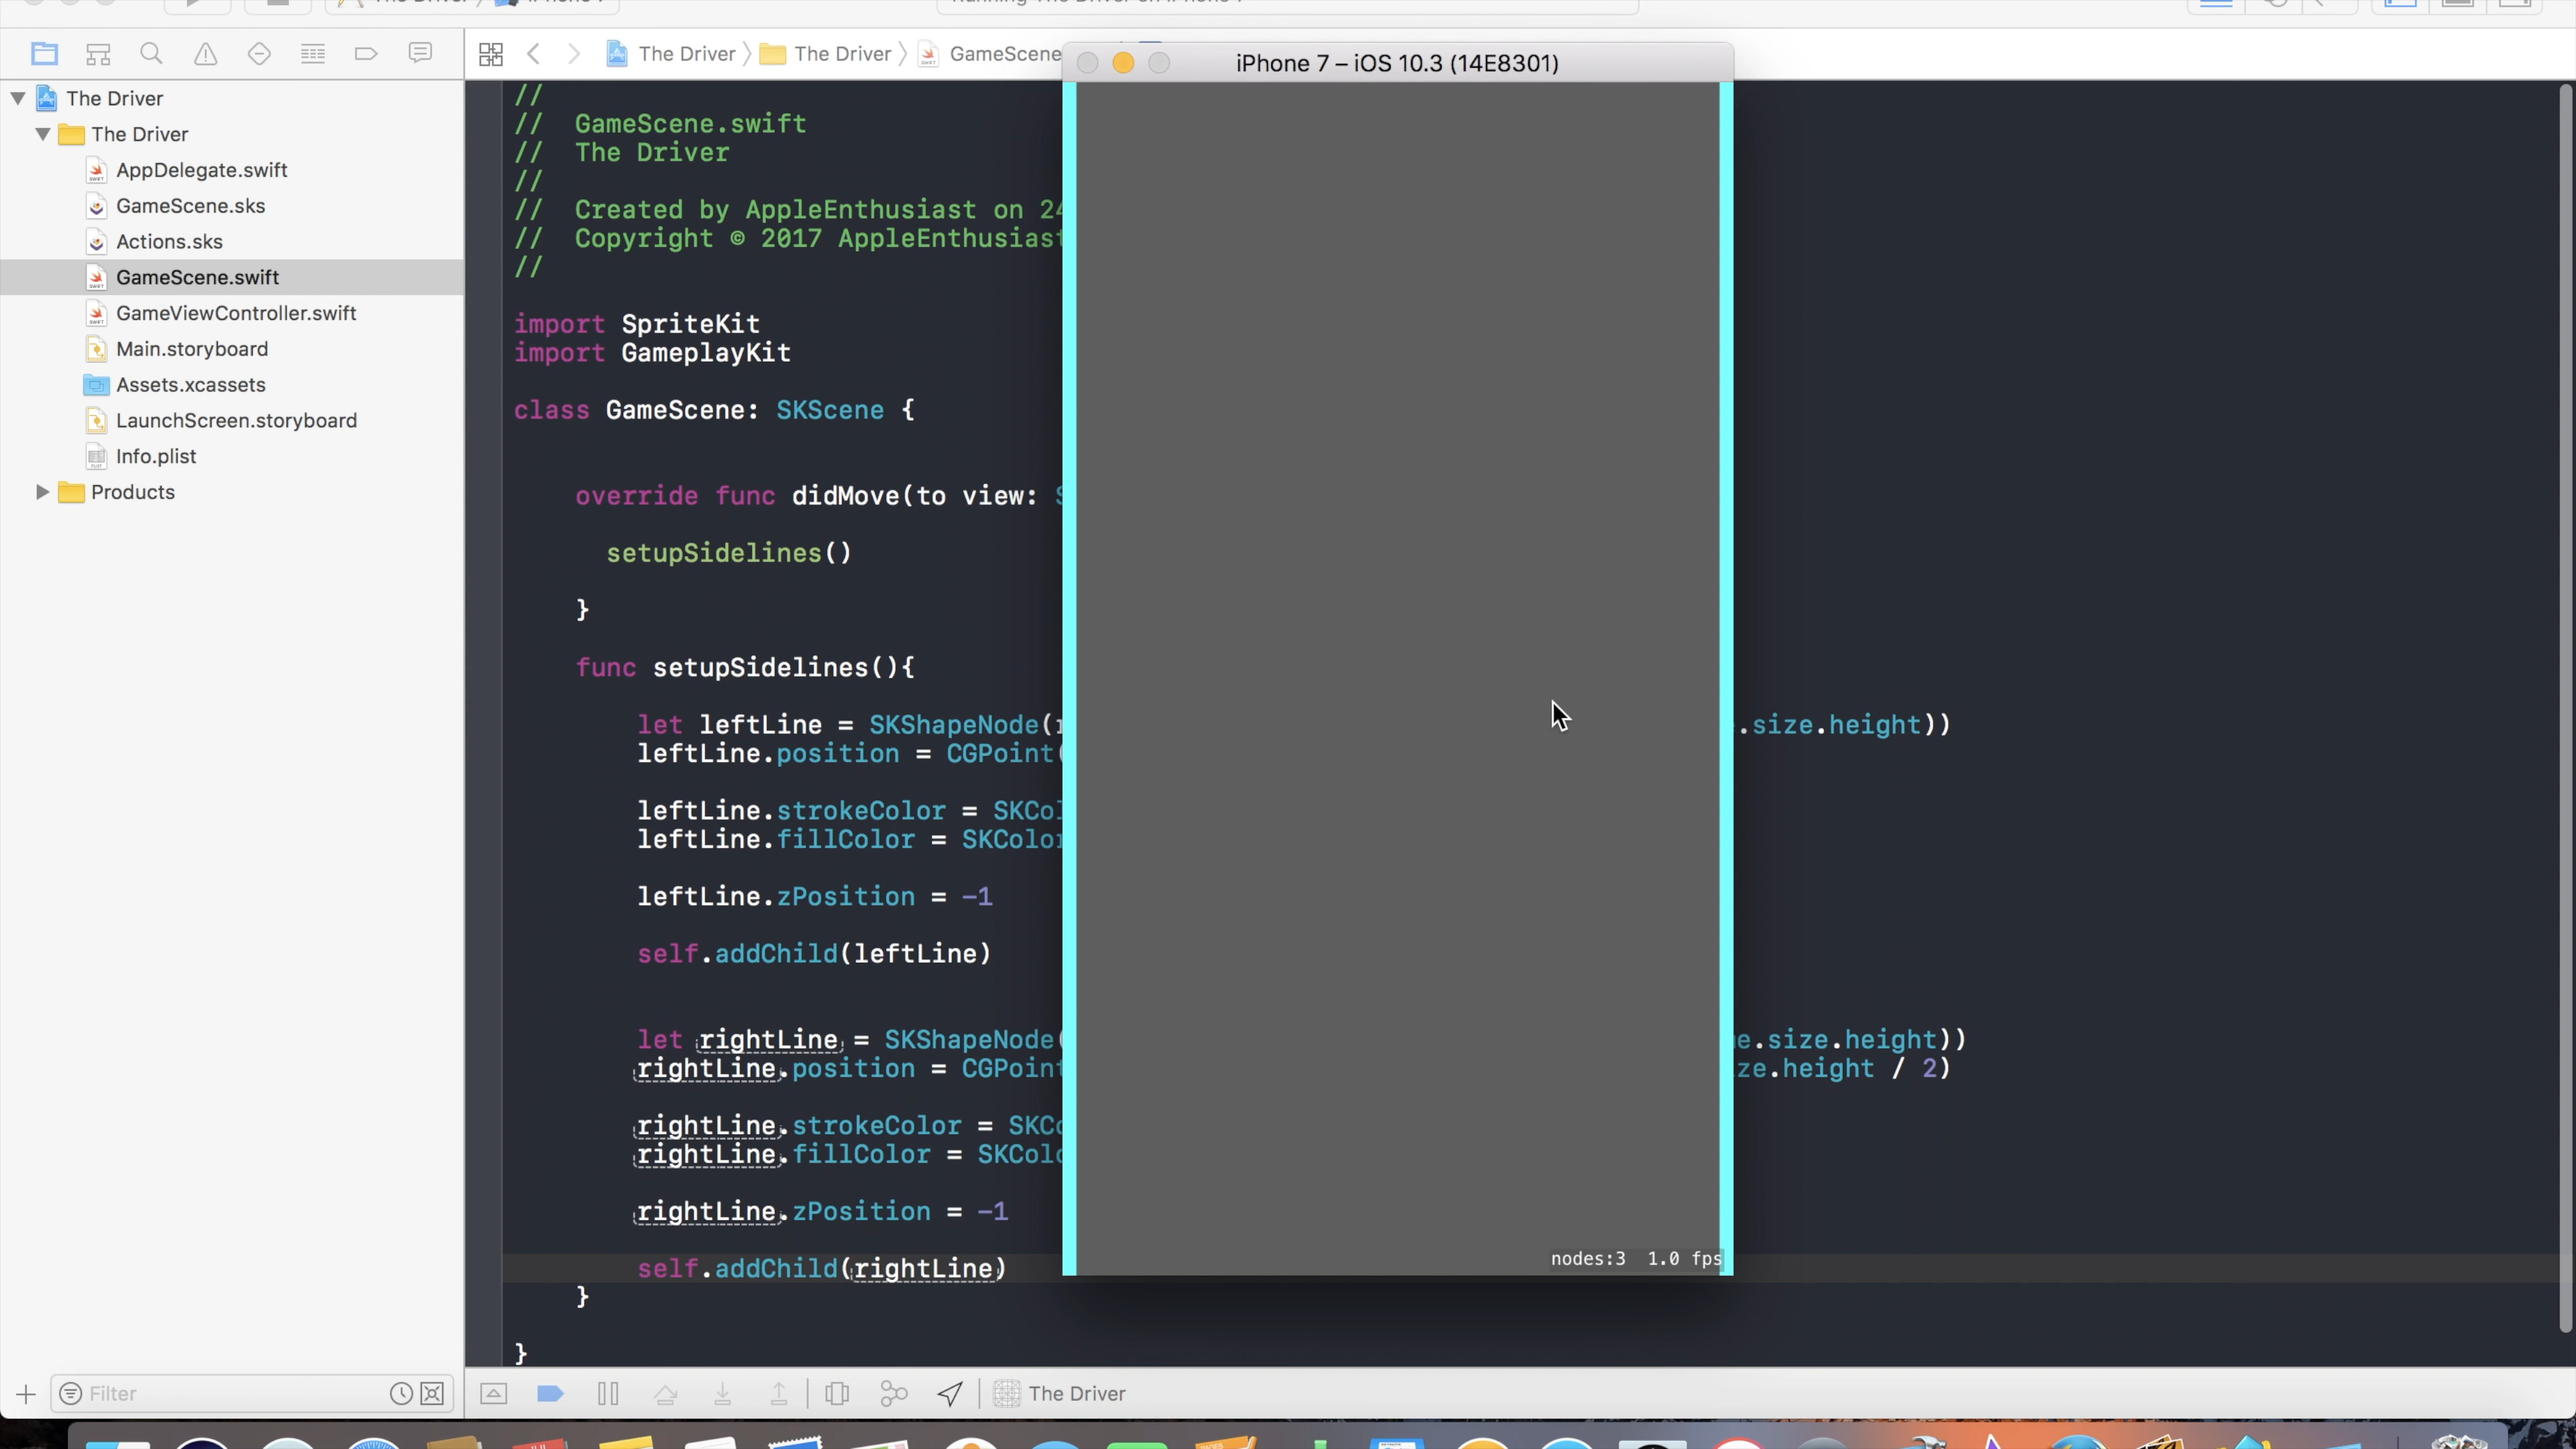 The Driver
The Driver
GameScene
iPhone 7 – iOS 10.3 (14E8301)
The Driver
The Driver
AppDelegate.swift
GameScene.sks
Actions.sks
GameScene.swift
GameViewController.swift
Main.storyboard
Assets.xcassets
LaunchScreen.storyboard
Info.plist
Products
//
// GameScene.swift
// The Driver
//
// Created by AppleEnthusiast on 24
// Copyright © 2017 AppleEnthusiast
//
import SpriteKit
import GameplayKit
class GameScene: SKScene {
override func didMove(to view:
setupSidelines()
}
func setupSidelines(){
let leftLine = SKShapeNode( .size.height))
leftLine.position = CGPoint(
leftLine.strokeColor = SKCol
leftLine.fillColor = SKColor
leftLine.zPosition = -1
self.addChild(leftLine)
let rightLine = SKShapeNode( e.size.height))
rightLine.position = CGPoint ze.height / 2)
rightLine.strokeColor = SKCo
rightLine.fillColor = SKColo
rightLine.zPosition = -1
self.addChild(rightLine)
}
}
nodes:3 1.0 fps
Filter
The Driver